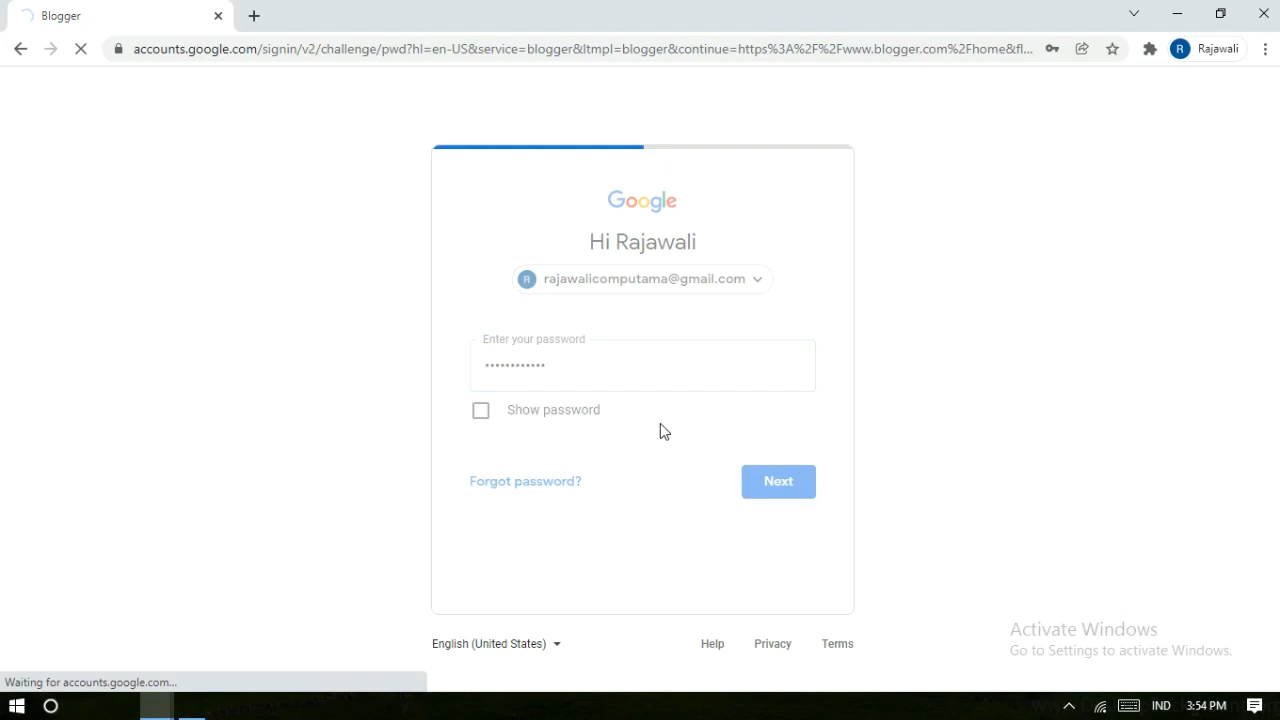 Blogger
accounts.google.com/signin/v2/challenge/pwd?hl=en-US&service=blogger&ltmpl=blogger&continue=https%3A%2F%2Fwww.blogger.com%2Fhome&fl...
R Rajawali
Google
Hi Rajawali
R rajawalicomputama@gmail.com
Enter your password
••••••••••••
Show password
Forgot password?
Next
English (United States)
Help
Privacy
Terms
Activate Windows
Go to Settings to activate Windows.
Waiting for accounts.google.com...
IND
3:54 PM